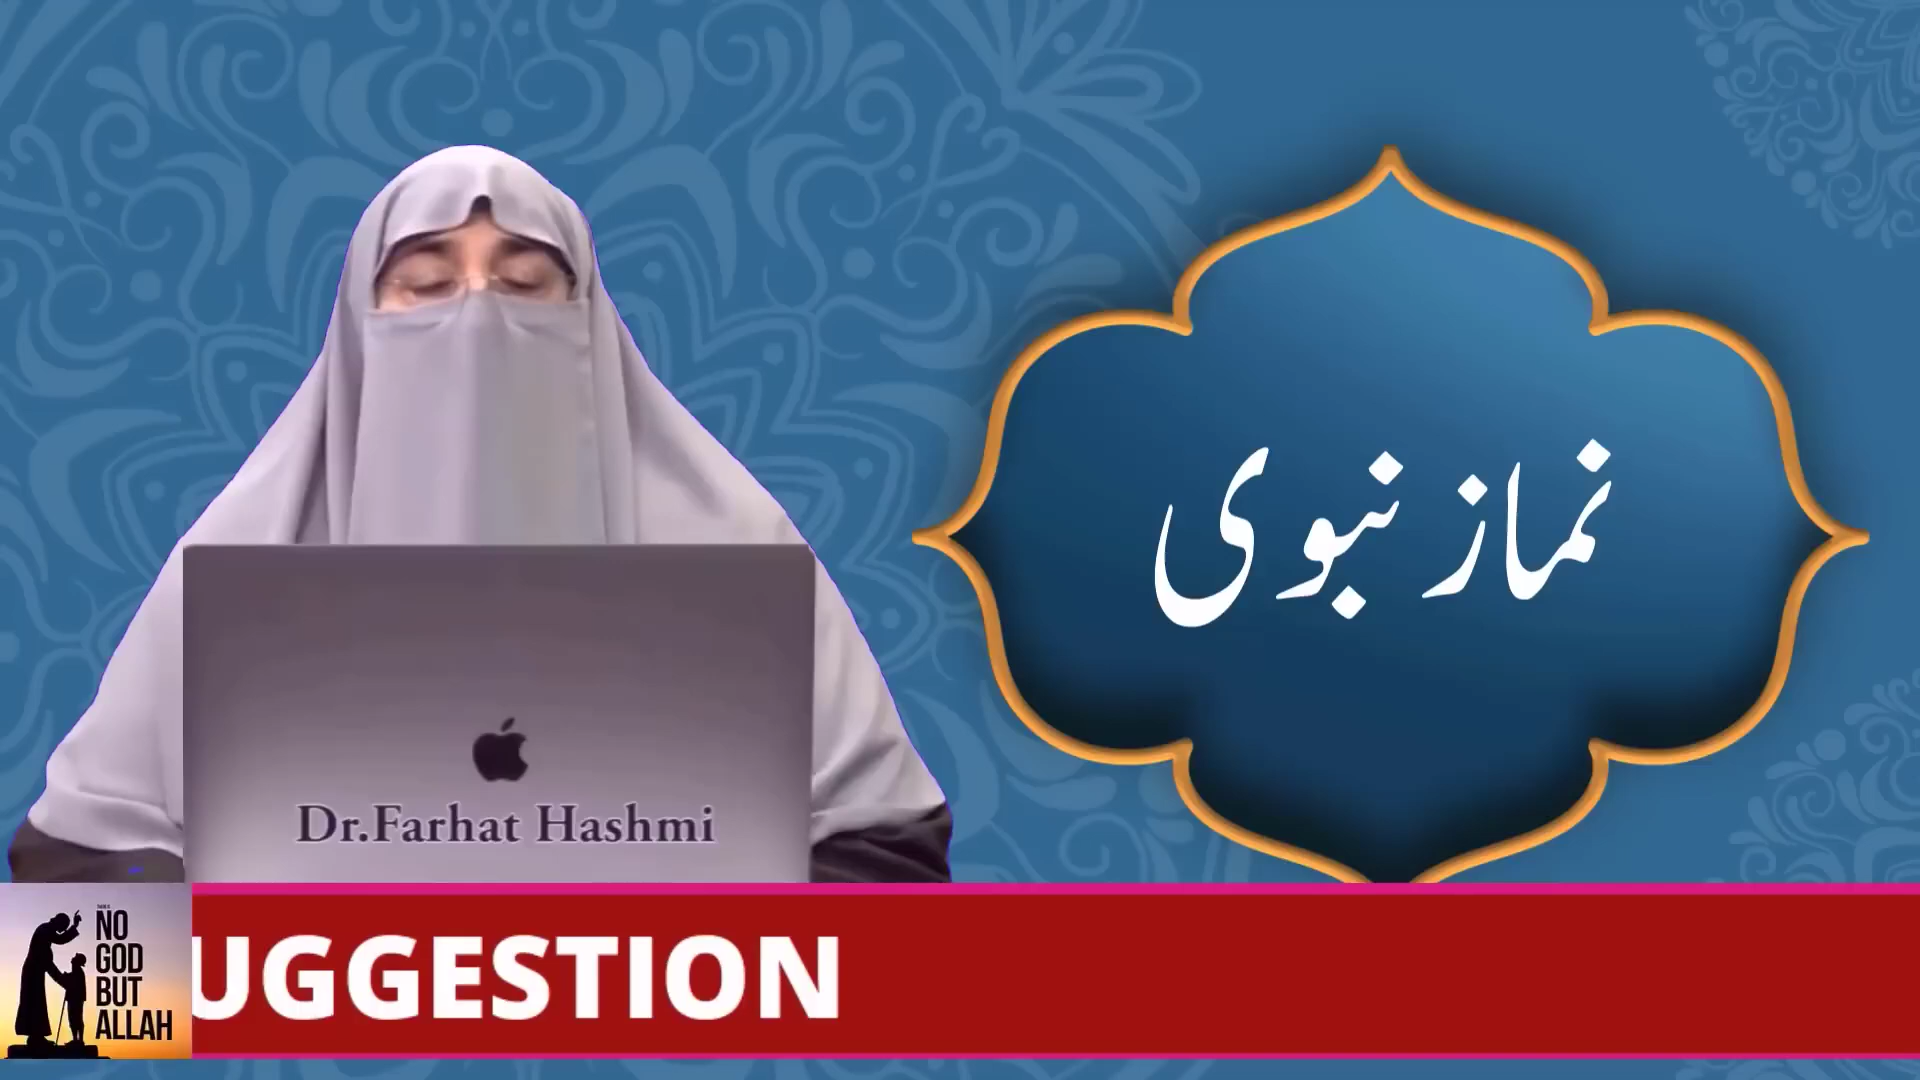 نماز نبوی
Dr.Farhat Hashmi
UGGESTION
NO
GOD
BUT
ALLAH